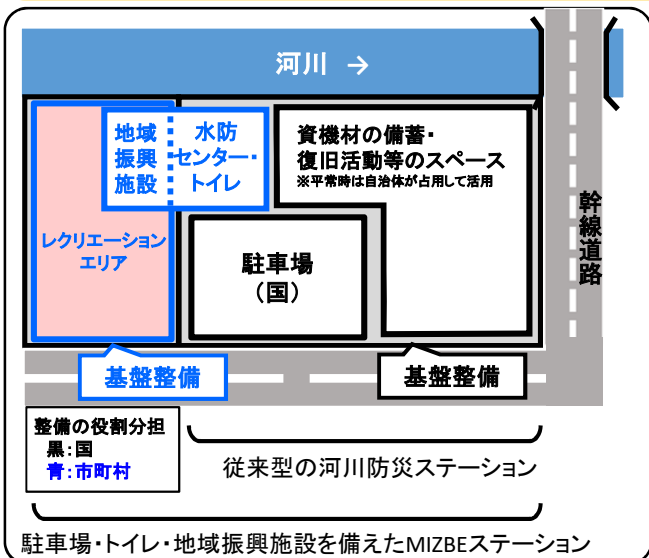 河川 →
地域
振興
施設
水防
センター・
トイレ
資機材の備蓄・
復旧活動等のスペース
※平常時は自治体が占用して活用
レクリエーション
エリア
駐車場
（国）
幹線道路
基盤整備
基盤整備
整備の役割分担
黒：国
青：市町村
従来型の河川防災ステーション
駐車場・トイレ・地域振興施設を備えたMIZBEステーション